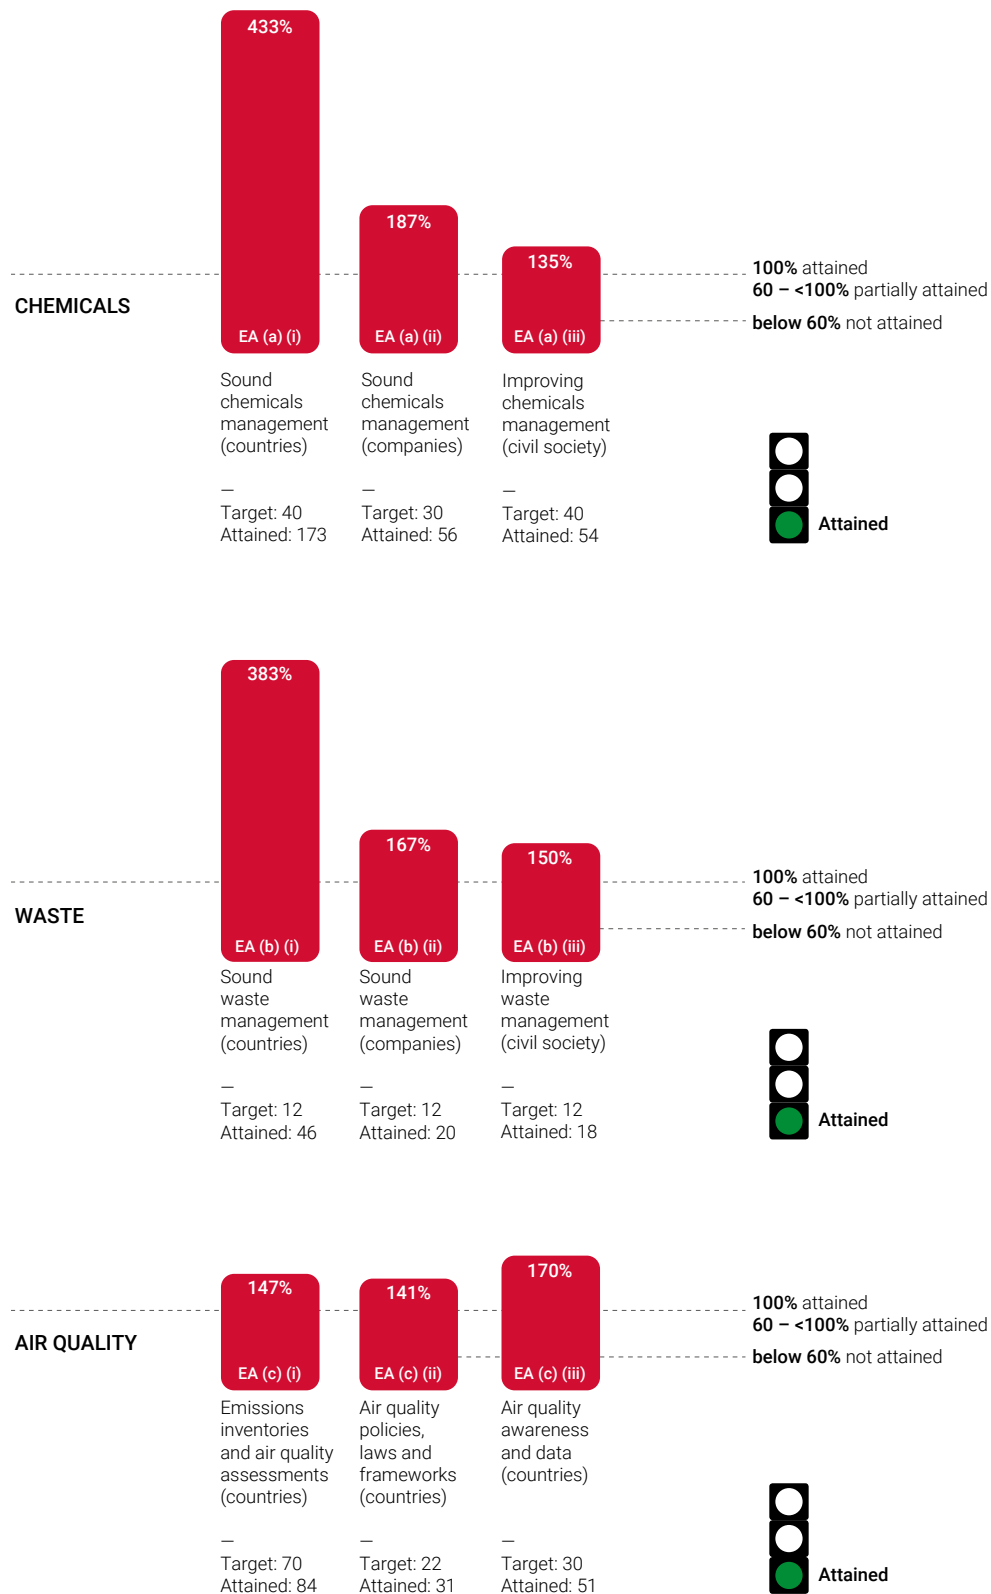 433%
187%
135%
100% attained
60 – <100% partially attained
below 60% not attained
CHEMICALS
EA (a) (i)
EA (a) (ii)
EA (a) (iii)
Sound
chemicals
management
(countries)
—
Target: 40
Attained: 173
Sound
chemicals
management
(companies)
—
Target: 30
Attained: 56
Improving
chemicals
management
(civil society)
—
Target: 40
Attained: 54
Attained
383%
167%
150%
100% attained
60 – <100% partially attained
below 60% not attained
WASTE
EA (b) (i)
EA (b) (ii)
EA (b) (iii)
Sound
waste
management
(countries)
—
Target: 12
Attained: 46
Sound
waste
management
(companies)
—
Target: 12
Attained: 20
Improving
waste
management
(civil society)
—
Target: 12
Attained: 18
Attained
147%
141%
170%
100% attained
60 – <100% partially attained
below 60% not attained
AIR QUALITY
EA (c) (i)
EA (c) (ii)
EA (c) (iii)
Emissions
inventories
and air quality
assessments
(countries)
—
Target: 70
Attained: 84
Air quality
policies,
laws and
frameworks
(countries)
—
Target: 22
Attained: 31
Air quality
awareness
and data
(countries)
—
Target: 30
Attained: 51
Attained